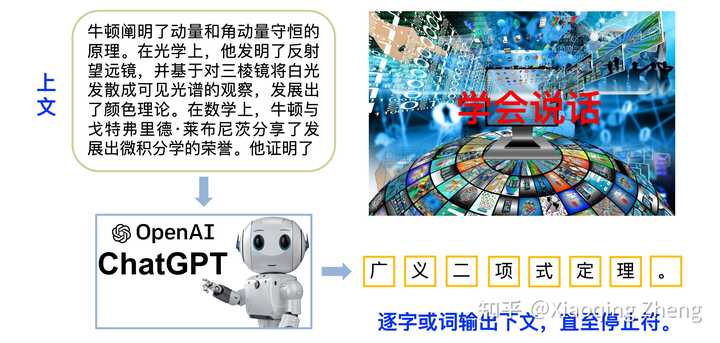 上文
牛顿阐明了动量和角动量守恒的
原理。在光学上，他发明了反射
望远镜，并基于对三棱镜将白光
发散成可见光谱的观察，发展出
了颜色理论。在数学上，牛顿与
戈特弗里德·莱布尼茨分享了发
展出微积分学的荣誉。他证明了
学会说话
OpenAI
ChatGPT
广义二项式定理。
知乎 @Xiaoqing Zheng
逐字或词输出下文，直至停止符。